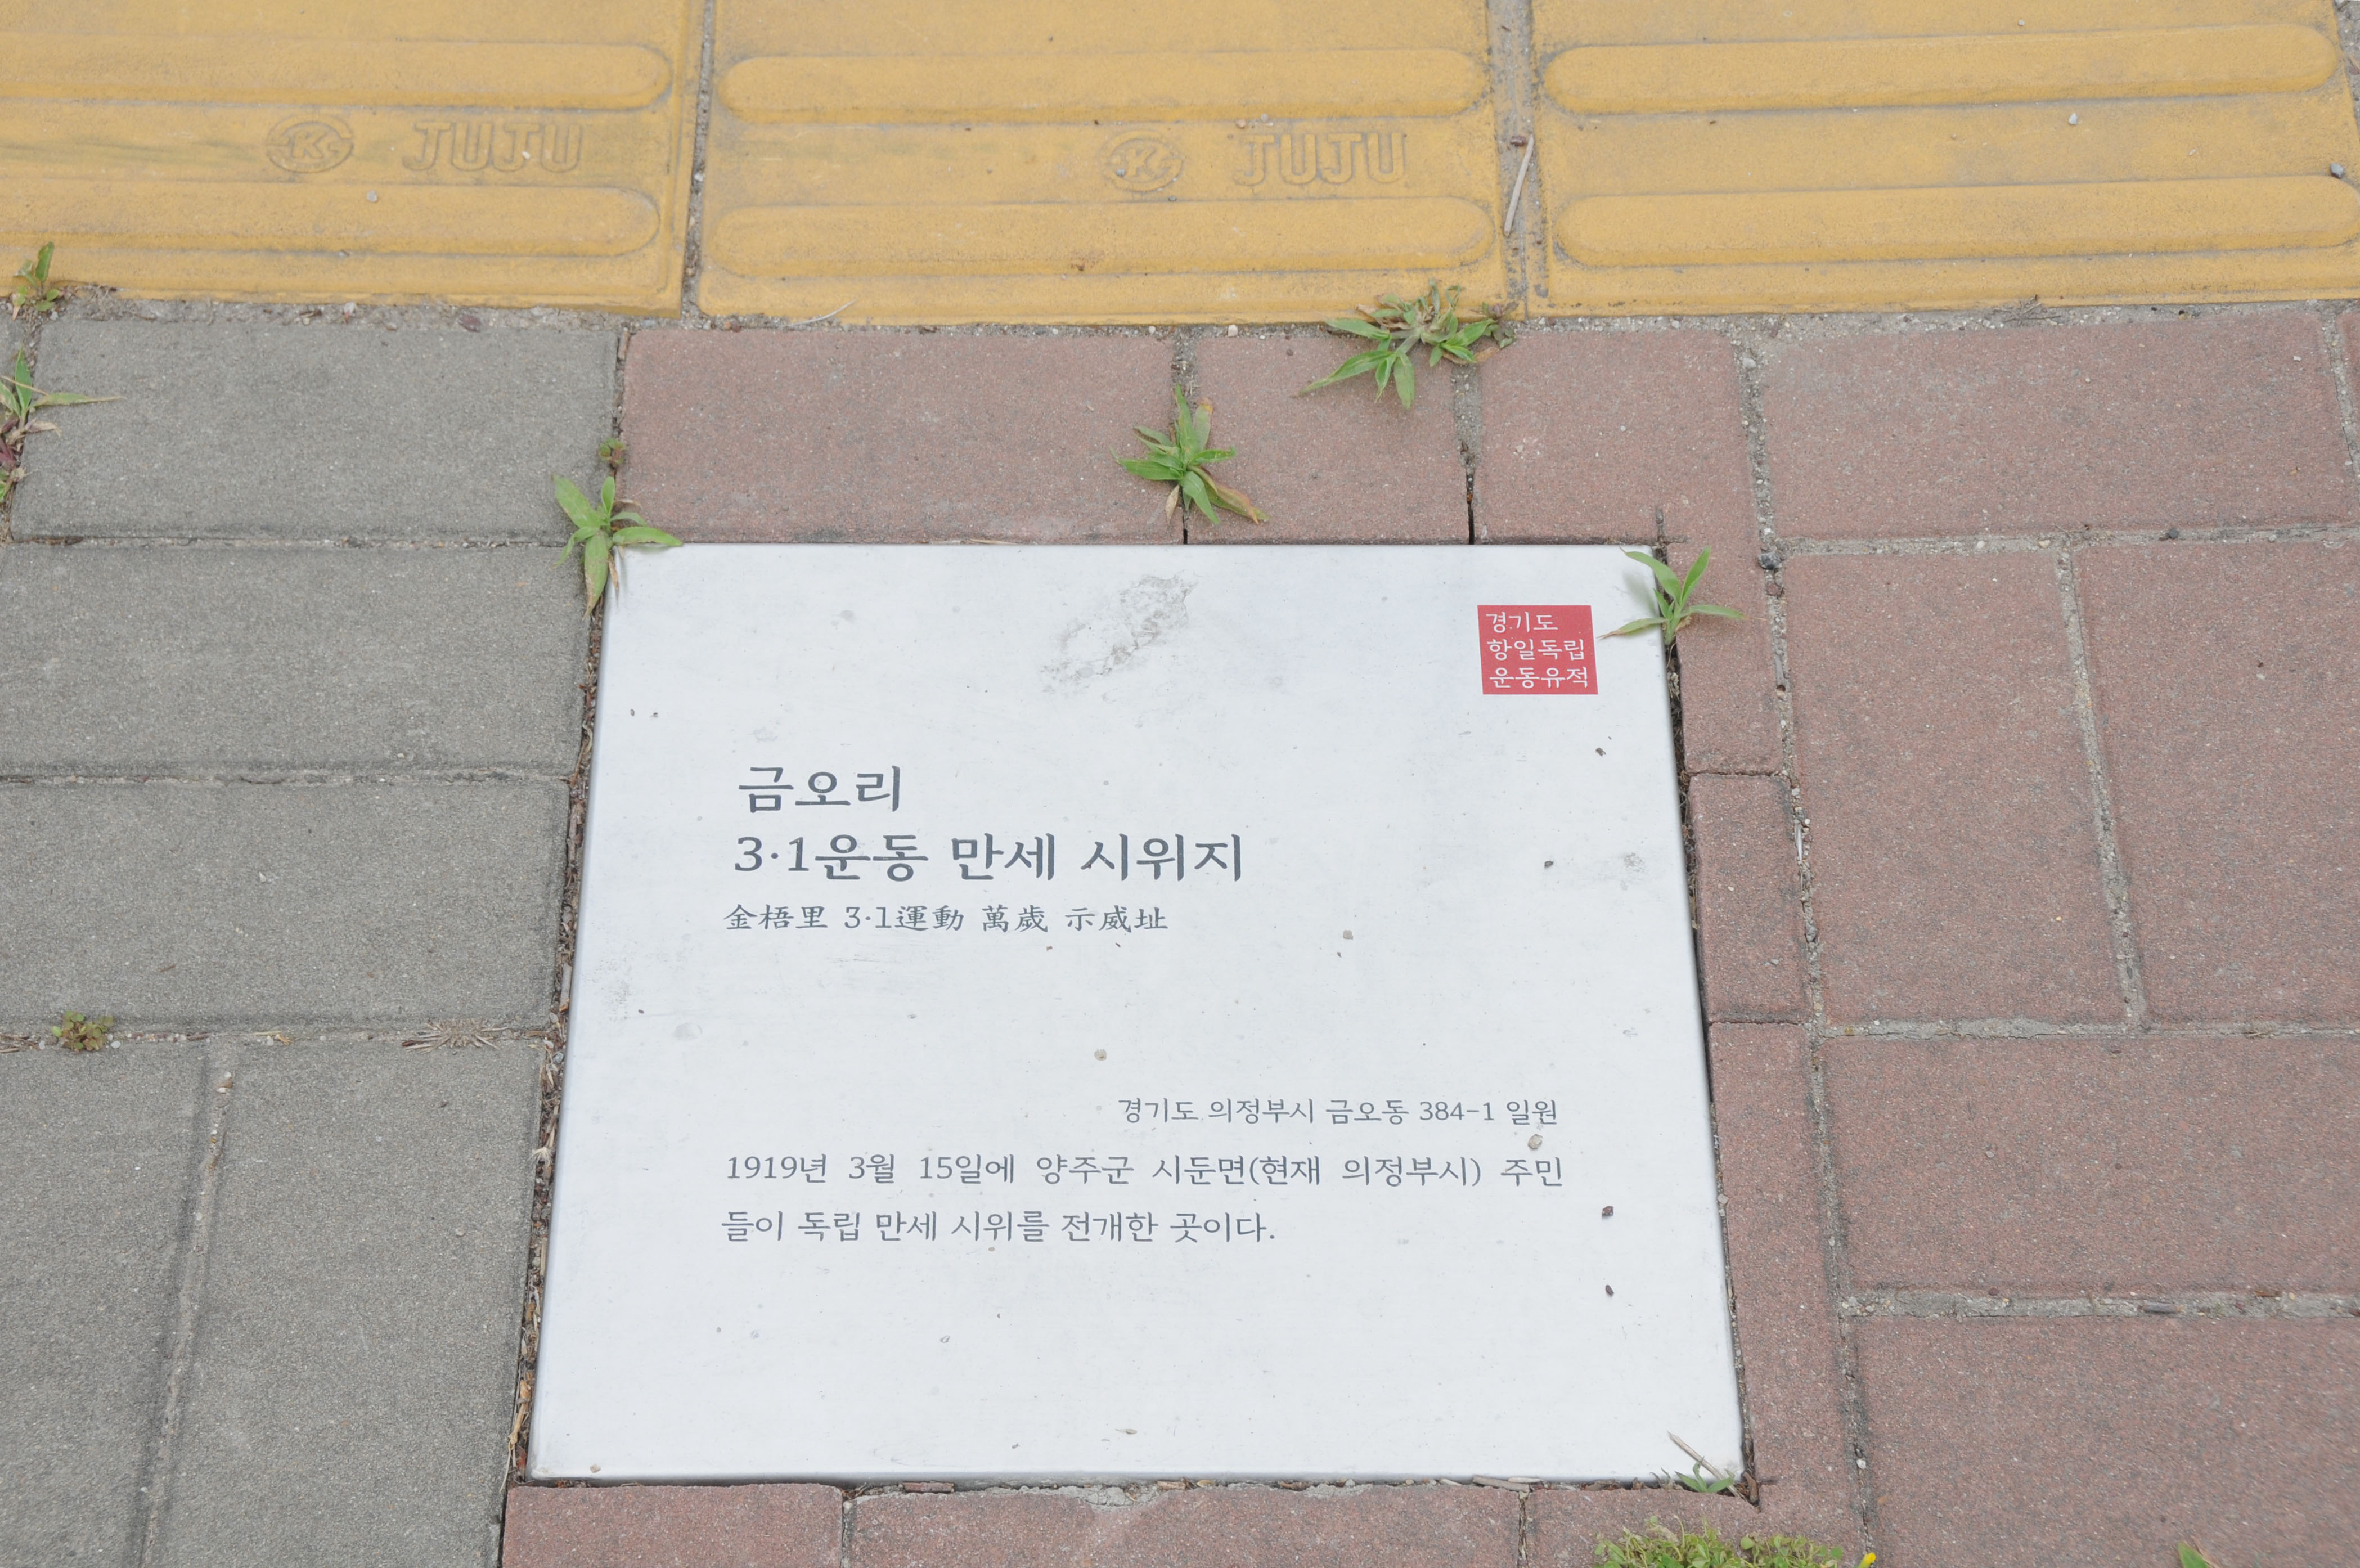 JUJU
JUJU
경기도
항일독립
운동유적
금오리
3·1운동 만세 시위지
金梧里 3·1運動 萬歲 示威址
경기도 의정부시 금오동 384-1 일원
1919년 3월 15일에 양주군 시둔면(현재 의정부시) 주민
들이 독립 만세 시위를 전개한 곳이다.